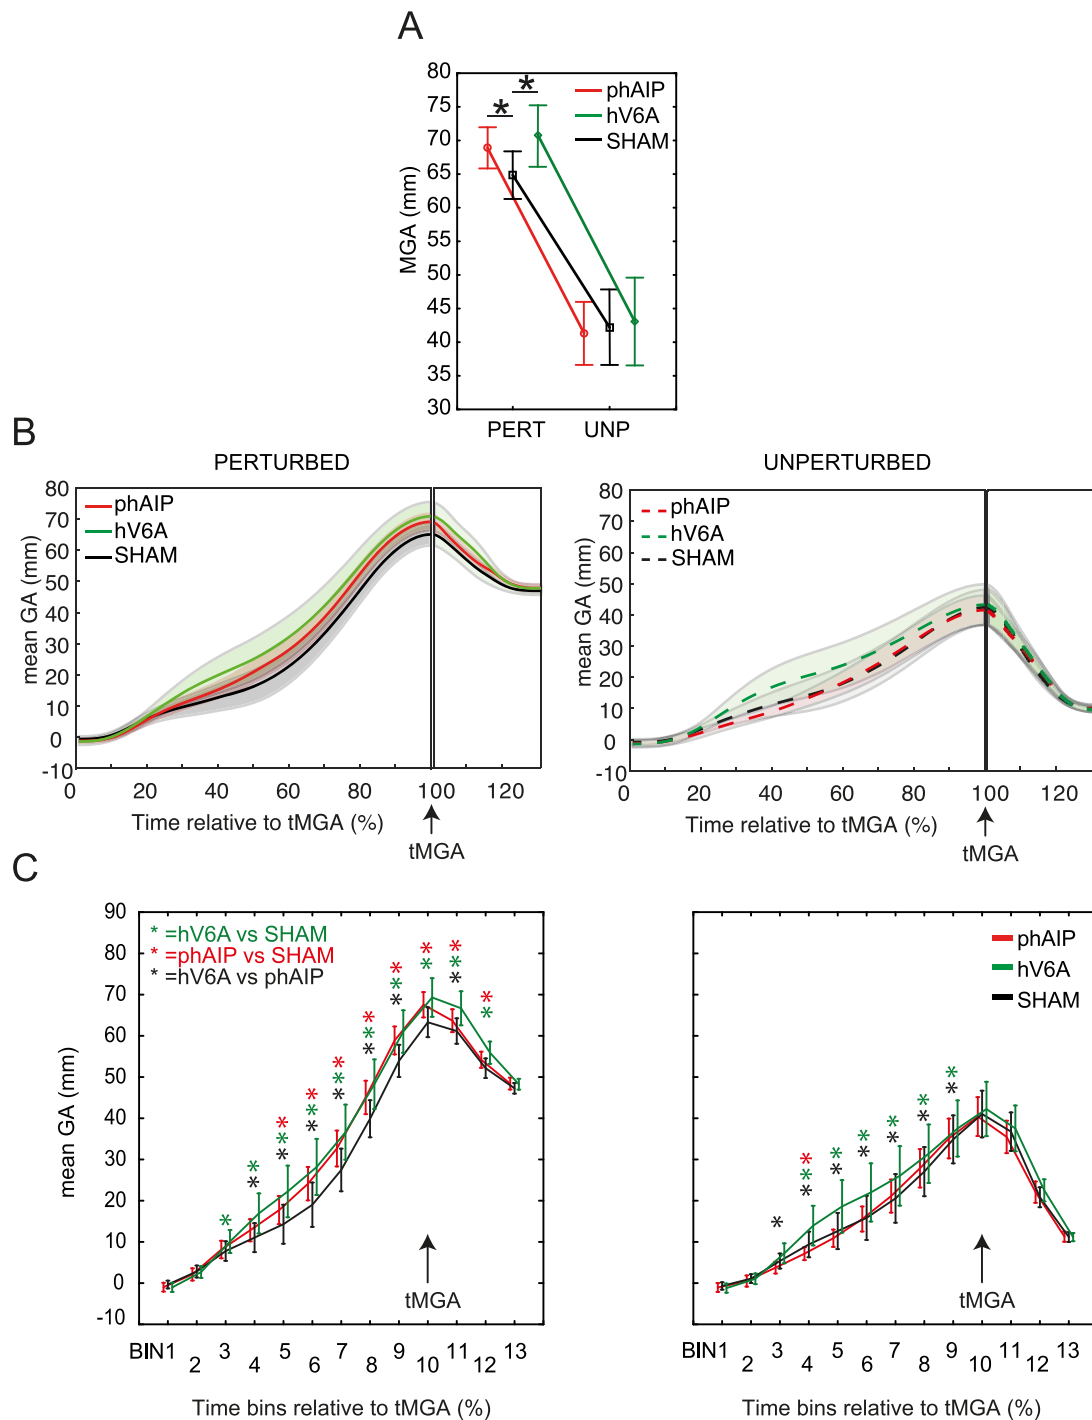 A
80
75
70
65
60
55
50
45
40
35
30
MGA (mm)
* *
phAIP
hV6A
SHAM
PERT UNP
B
PERTURBED
80
70
60
50
40
30
20
10
0
-10
mean GA (mm)
phAIP
hV6A
SHAM
0 20 40 60 80 100 120
Time relative to tMGA (%)
tMGA
UNPERTURBED
80
70
60
50
40
30
20
10
0
-10
mean GA (mm)
phAIP
hV6A
SHAM
0 20 40 60 80 100 120
Time relative to tMGA (%)
tMGA
C
90
80
70
60
50
40
30
20
10
0
-10
mean GA (mm)
* =hV6A vs SHAM
* =phAIP vs SHAM
* =hV6A vs phAIP
tMGA
BIN1 2 3 4 5 6 7 8 9 10 11 12 13
Time bins relative to tMGA (%)
phAIP
hV6A
SHAM
tMGA
BIN1 2 3 4 5 6 7 8 9 10 11 12 13
Time bins relative to tMGA (%)